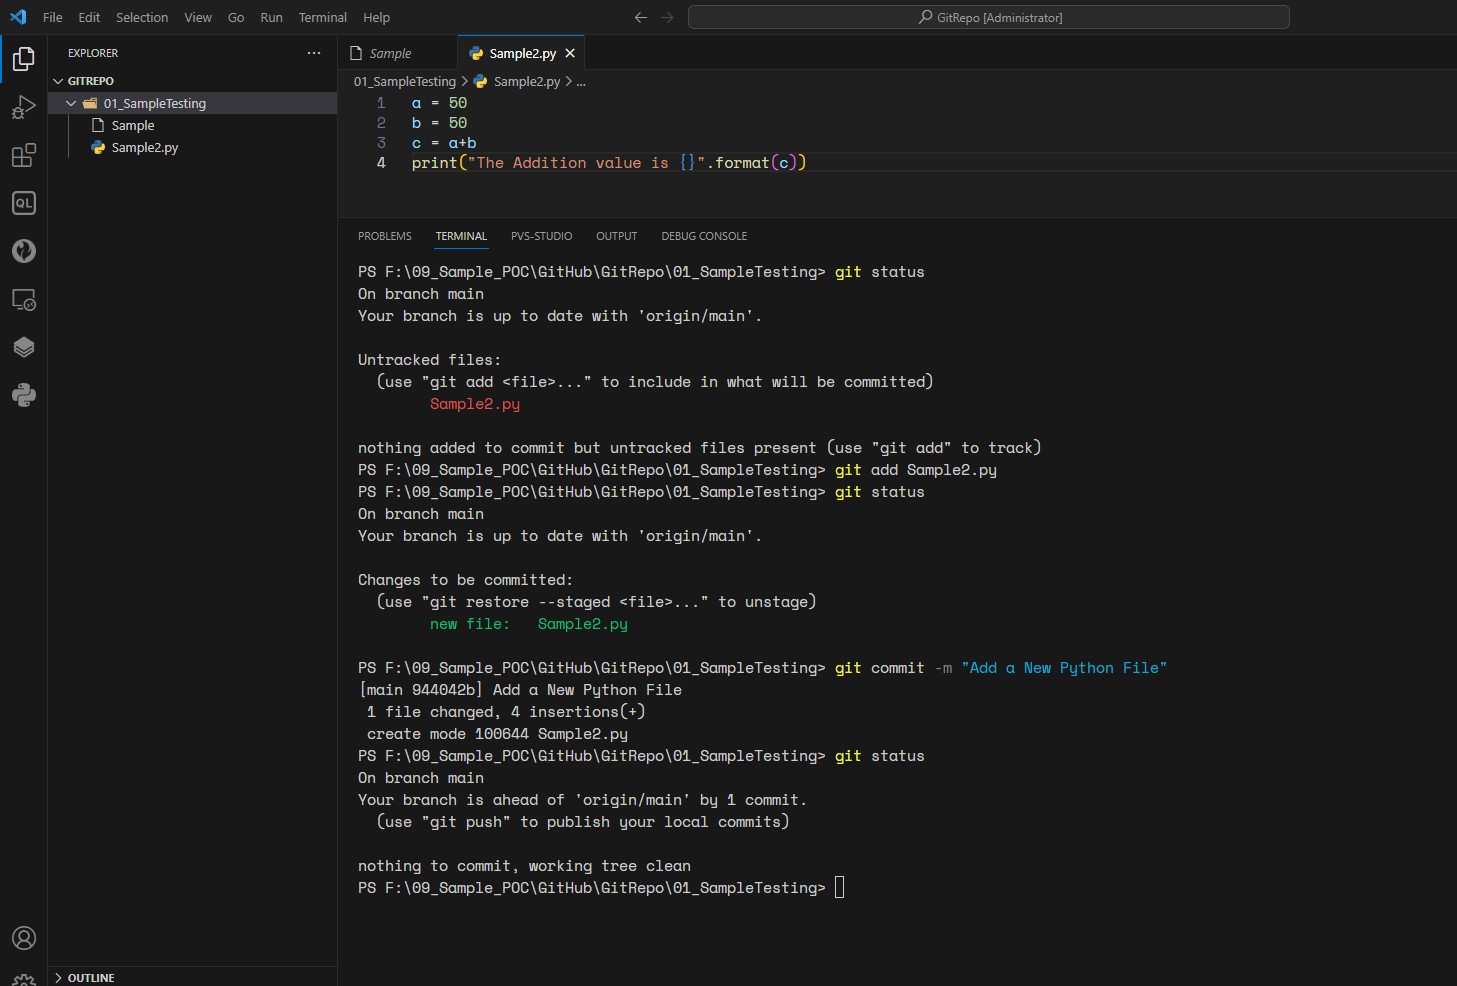 File Edit Selection View Go Run Terminal Help
GitRepo [Administrator]
EXPLORER
GITREPO
01_SampleTesting
Sample
Sample2.py
QL
OUTLINE
Sample
Sample2.py
01_SampleTesting > Sample2.py > ...
1 a = 50
2 b = 50
3 c = a+b
4 print("The Addition value is {}".format(c))
PROBLEMS TERMINAL PVS-STUDIO OUTPUT DEBUG CONSOLE
PS F:\09_Sample_POC\GitHub\GitRepo\01_SampleTesting> git status
On branch main
Your branch is up to date with 'origin/main'.
Untracked files:
(use "git add <file>..." to include in what will be committed)
Sample2.py
nothing added to commit but untracked files present (use "git add" to track)
PS F:\09_Sample_POC\GitHub\GitRepo\01_SampleTesting> git add Sample2.py
PS F:\09_Sample_POC\GitHub\GitRepo\01_SampleTesting> git status
On branch main
Your branch is up to date with 'origin/main'.
Changes to be committed:
(use "git restore --staged <file>..." to unstage)
new file:   Sample2.py
PS F:\09_Sample_POC\GitHub\GitRepo\01_SampleTesting> git commit -m "Add a New Python File"
[main 944042b] Add a New Python File
1 file changed, 4 insertions(+)
create mode 100644 Sample2.py
PS F:\09_Sample_POC\GitHub\GitRepo\01_SampleTesting> git status
On branch main
Your branch is ahead of 'origin/main' by 1 commit.
(use "git push" to publish your local commits)
nothing to commit, working tree clean
PS F:\09_Sample_POC\GitHub\GitRepo\01_SampleTesting>